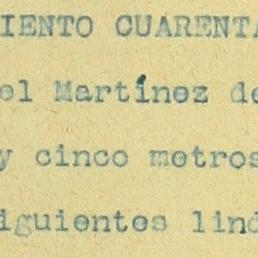 IENTO CUARENTA
el Martínez de
y cinco metros
iguientes lind